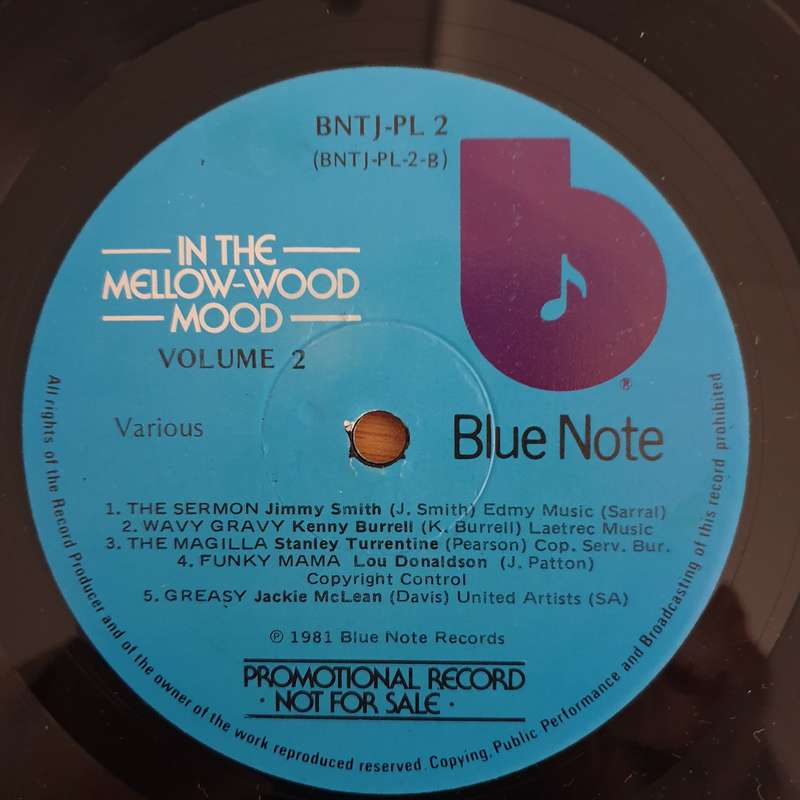 BNTJ-PL 2
(BNTJ-PL-2-B)
IN THE
MELLOW-WOOD
MOOD
VOLUME 2
Various
®
Blue Note
1. THE SERMON Jimmy Smith (J. Smith) Edmy Music (Sarral)
2. WAVY GRAVY Kenny Burrell (K. Burrell) Laetrec Music
3. THE MAGILLA Stanley Turrentine (Pearson) Cop. Serv. Bur.
4. FUNKY MAMA Lou Donaldson (J. Patton)
Copyright Control
5. GREASY Jackie McLean (Davis) United Artists (SA)
℗ 1981 Blue Note Records
PROMOTIONAL RECORD
· NOT FOR SALE ·
All rights of the Record Producer and of the owner of the work reproduced reserved. Copying, Public Performance and Broadcasting of this record prohibited